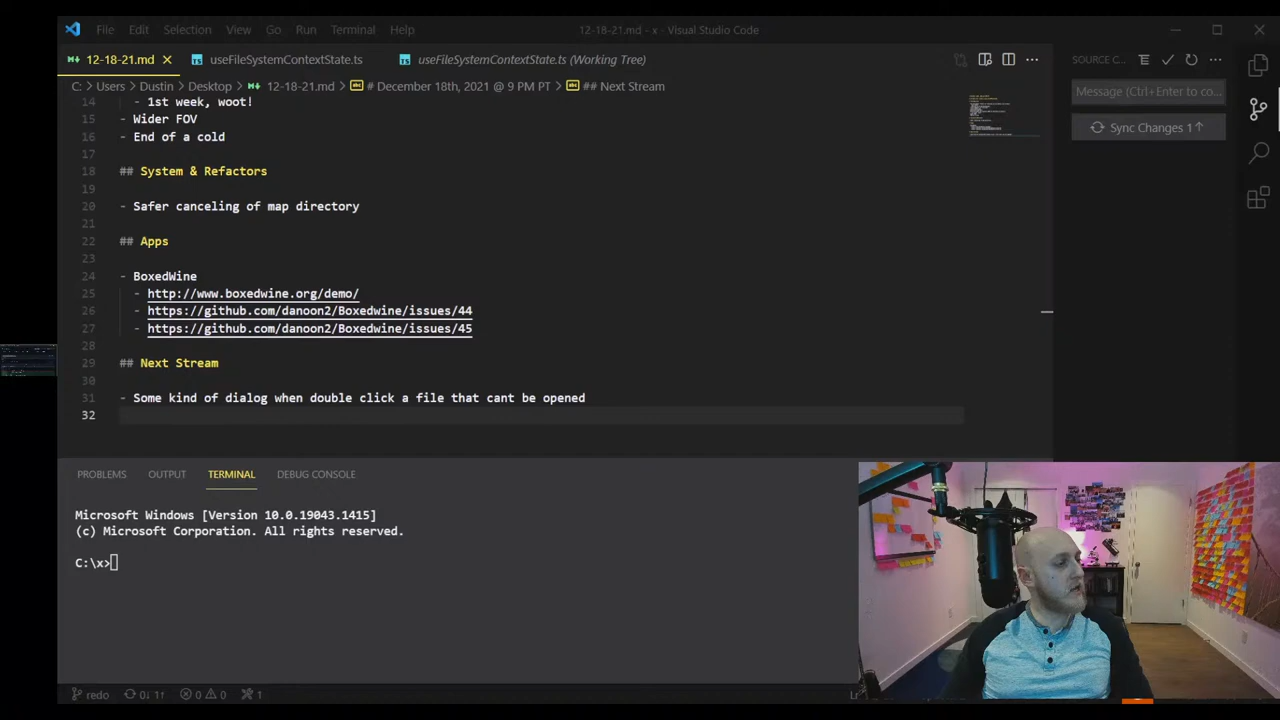 File Edit Selection View Go Run Terminal Help 12-18-21.md - x - Visual Studio Code
12-18-21.md useFileSystemContextState.ts useFileSystemContextState.ts (Working Tree) SOURCE C...
C: > Users > Dustin > Desktop > 12-18-21.md > # December 18th, 2021 @ 9 PM PT > ## Next Stream
Message (Ctrl+Enter to co...
Sync Changes 1↑
14 - 1st week, woot!
15 - Wider FOV
16 - End of a cold
17
18 ## System & Refactors
19
20 - Safer canceling of map directory
21
22 ## Apps
23
24 - BoxedWine
25 - http://www.boxedwine.org/demo/
26 - https://github.com/danoon2/Boxedwine/issues/44
27 - https://github.com/danoon2/Boxedwine/issues/45
28
29 ## Next Stream
30
31 - Some kind of dialog when double click a file that cant be opened
32
PROBLEMS OUTPUT TERMINAL DEBUG CONSOLE
Microsoft Windows [Version 10.0.19043.1415]
(c) Microsoft Corporation. All rights reserved.
C:\x>
redo 0↓ 1↑ 0 0 1